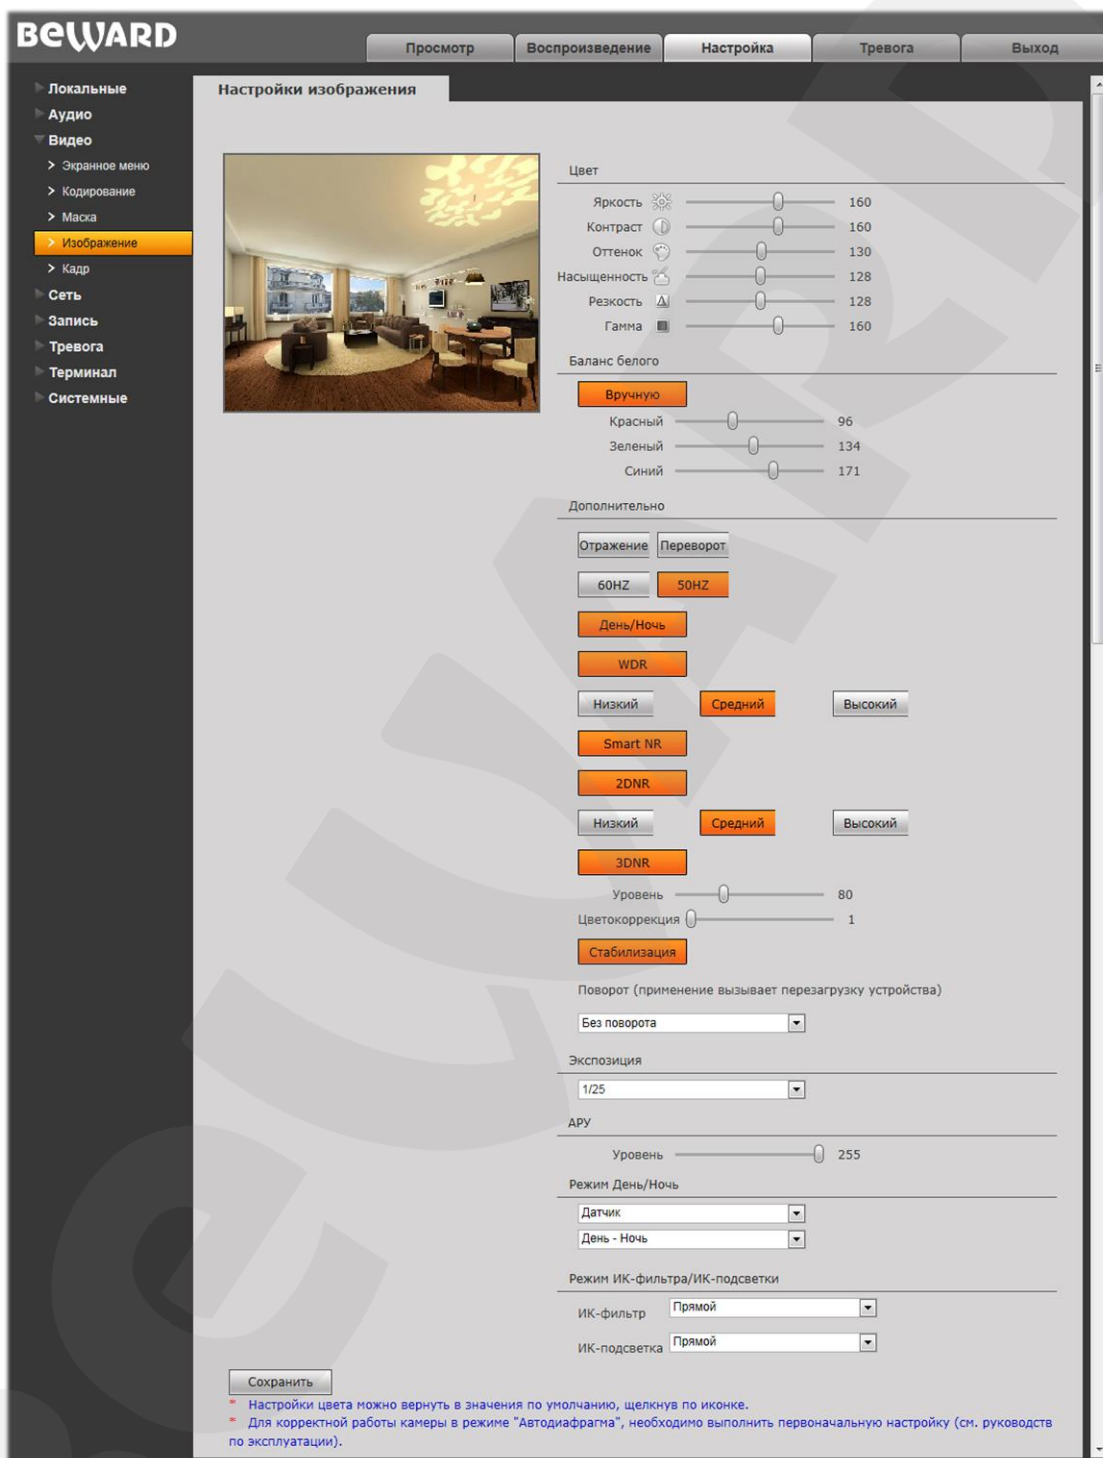 BEWARD
Просмотр
Воспроизведение
Настройка
Тревога
Выход
Локальные
Аудио
Видео
Экранное меню
Кодирование
Маска
Изображение
Кадр
Сеть
Запись
Тревога
Терминал
Системные
Настройки изображения
Цвет
Яркость 160
Контраст 160
Оттенок 130
Насыщенность 128
Резкость 128
Гамма 160
Баланс белого
Вручную
Красный 96
Зеленый 134
Синий 171
Дополнительно
Отражение Переворот
60HZ 50HZ
День/Ночь
WDR
Низкий Средний Высокий
Smart NR
2DNR
Низкий Средний Высокий
3DNR
Уровень 80
Цветокоррекция 1
Стабилизация
Поворот (применение вызывает перезагрузку устройства)
Без поворота
Экспозиция
1/25
АРУ
Уровень 255
Режим День/Ночь
Датчик
День - Ночь
Режим ИК-фильтра/ИК-подсветки
ИК-фильтр Прямой
ИК-подсветка Прямой
Сохранить
* Настройки цвета можно вернуть в значения по умолчанию, щелкнув по иконке.
* Для корректной работы камеры в режиме "Автодиафрагма", необходимо выполнить первоначальную настройку (см. руководств
по эксплуатации).